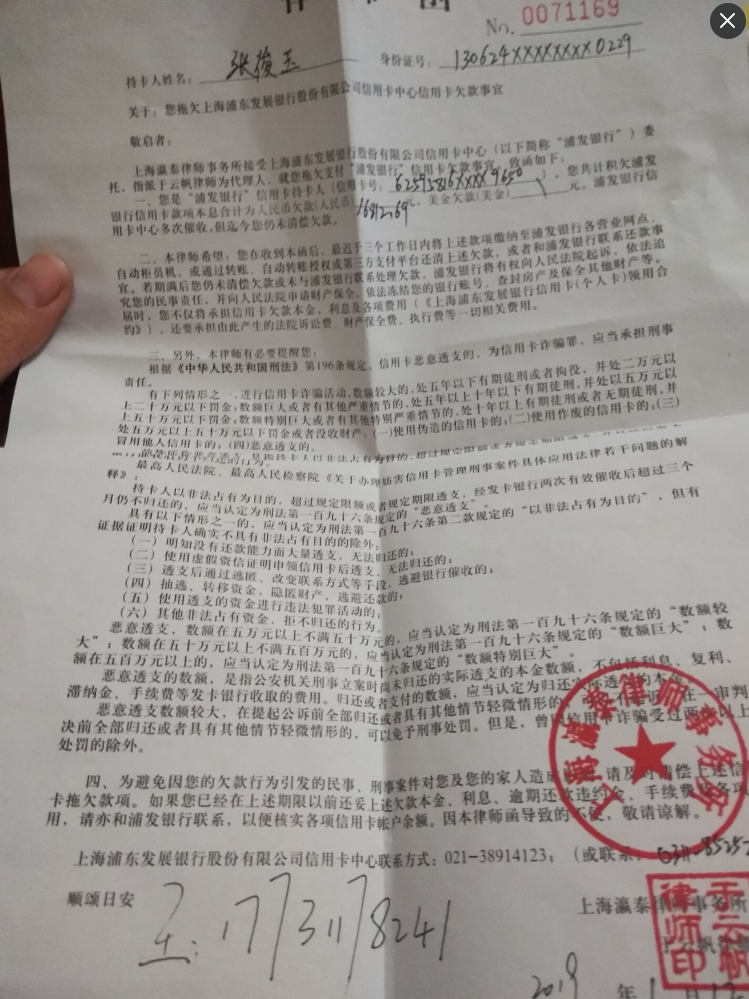 No. 0071169
持卡人姓名: 张俊玉 身份证号: 130624XXXXXXXX0229
关于: 您拖欠上海浦东发展银行股份有限公司信用卡中心信用卡欠款事宜
敬启者:
上海瀛泰律师事务所接受上海浦东发展银行股份有限公司信用卡中心(以下简称“浦发银行”)委
托, 指派于云帆律师为代理人, 就您拖欠支付“浦发银行”信用卡欠款事宜, 致函如下:
一、您是“浦发银行”信用卡持卡人(信用卡号: ), 您共计积欠浦发
银行信用卡款项本息合计为人民币欠款(人民币) 元, 美金欠款(美金) 元。浦发银行信
用卡中心多次催收, 但迄今您仍未清偿欠款。
二、本律师希望: 您在收到本函后, 最迟于三个工作日内将上述款项缴纳至浦发银行各营业网点、
自动柜员机, 或通过转账、自动转账授权或第三方支付平台还清上述欠款, 或者和浦发银行联系还款事
宜。若期满后您仍未清偿欠款或未与浦发银行联系处理欠款, 浦发银行将有权向人民法院起诉, 依法追
究您的民事责任, 并向人民法院申请财产保全, 依法冻结您的银行账号、查封房产及保全其他财产等。
届时, 您不仅将承担信用卡欠款本金, 利息及各项费用(《上海浦东发展银行信用卡(个人卡)领用合
约》), 还要承担由此产生的法院诉讼费、财产保全费、执行费等一切相关费用。
三、另外, 本律师有必要提醒您:
根据《中华人民共和国刑法》第196条规定, 信用卡恶意透支的, 为信用卡诈骗罪, 应当承担刑事
责任。
有下列情形之一, 进行信用卡诈骗活动, 数额较大的, 处五年以下有期徒刑或者拘役, 并处二万元以
上二十万元以下罚金; 数额巨大或者有其他严重情节的, 处五年以上十年以下有期徒刑, 并处以五万元以
上五十万元以下罚金; 数额特别巨大或者有其他特别严重情节的, 处十年以上有期徒刑或者无期徒刑, 并
处五万元以上五十万元以下罚金或者没收财产: (一)使用伪造的信用卡的; (二)使用作废的信用卡的; (三)
冒用他人信用卡的; (四)恶意透支的。
最高人民法院、最高人民检察院《关于办理妨害信用卡管理刑事案件具体应用法律若干问题的解
释》:
持卡人以非法占有为目的, 超过规定限额或者规定期限透支, 经发卡银行两次有效催收后超过三个
月仍不归还的, 应当认定为刑法第一百九十六条规定的“恶意透支”。
具有以下情形之一的, 应当认定为刑法第一百九十六条第二款规定的“以非法占有为目的”, 但有
证据证明持卡人确实不具有非法占有目的的除外:
(一)明知没有还款能力而大量透支, 无法归还的;
(二)使用虚假资信证明申领信用卡后透支, 无法归还的;
(三)透支后通过逃匿、改变联系方式等手段, 逃避银行催收的;
(四)抽逃、转移资金, 隐匿财产, 逃避还款的;
(五)使用透支的资金进行违法犯罪活动的;
(六)其他非法占有资金, 拒不归还的行为。
恶意透支, 数额在五万元以上不满五十万元的, 应当认定为刑法第一百九十六条规定的“数额较
大”; 数额在五十万元以上不满五百万元的, 应当认定为刑法第一百九十六条规定的“数额巨大”; 数
额在五百万元以上的, 应当认定为刑法第一百九十六条规定的“数额特别巨大”。
恶意透支的数额, 是指公安机关刑事立案时尚未归还的实际透支的本金数额, 不包括利息、复利、
滞纳金、手续费等发卡银行收取的费用。归还或者支付的数额, 应当认定为归还实际透支的本金。
恶意透支数额较大, 在提起公诉前全部归还或者具有其他情节轻微情形的, 在一审判
决前全部归还或者具有其他情节轻微情形的, 可以免予刑事处罚。但是, 曾因信用卡诈骗受过两次以上
处罚的除外。
四、为避免因您的欠款行为引发的民事、刑事案件对您及您的家人造成 请及时清偿上述信
卡拖欠款项。如果您已经在上述期限以前还妥上述欠款本金、利息、逾期还款违约金、手续费及各项
用, 请亦和浦发银行联系, 以便核实各项信用卡帐户余额。因本律师函导致的不便, 敬请谅解。
上海浦东发展银行股份有限公司信用卡中心联系方式: 021-38914123; (或联系:
顺颂日安
上海瀛泰律师事务所
王: 17731178241
2019 年 1 月
上海瀛泰律师事务所
于云帆律师印